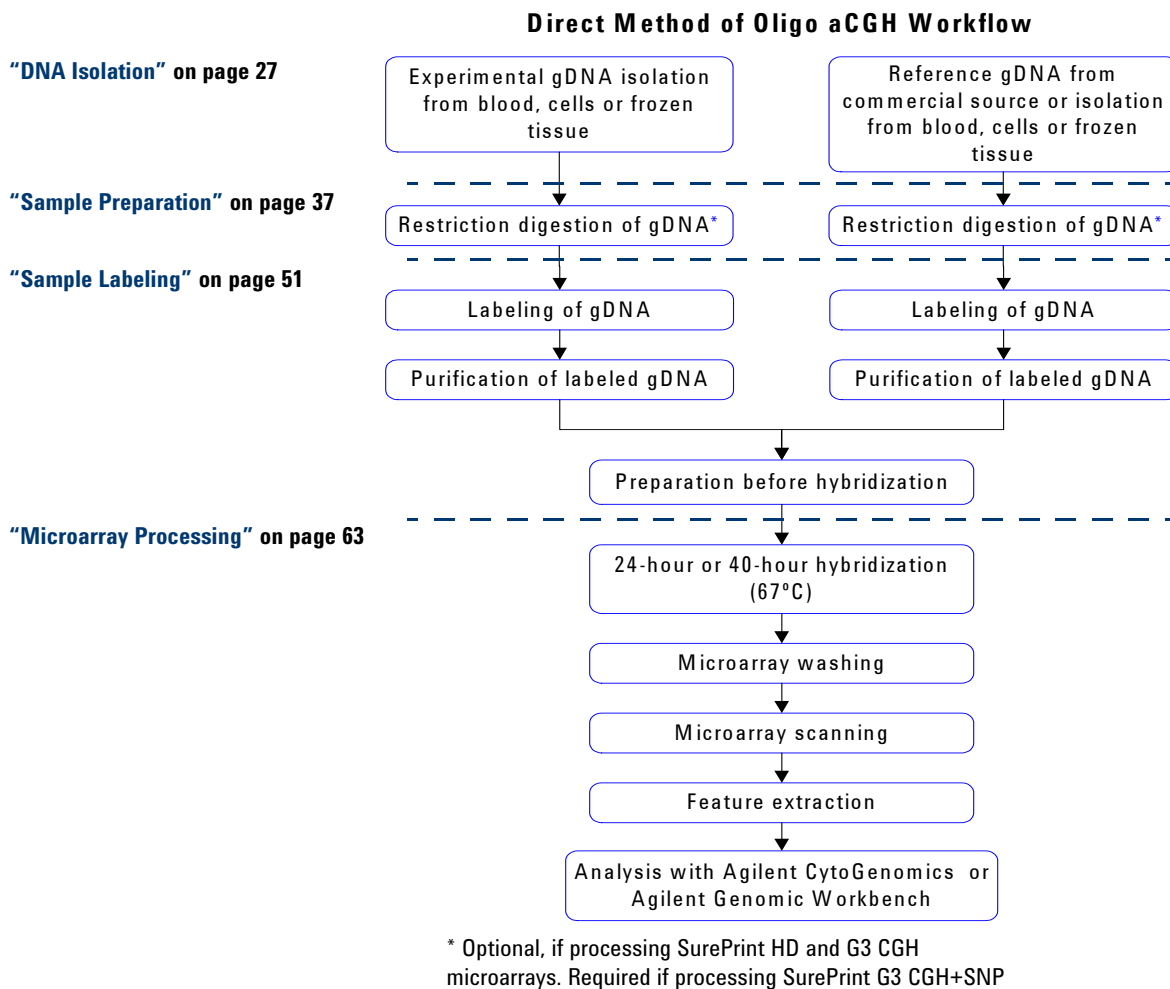 Direct Method of Oligo aCGH Workflow
“DNA Isolation” on page 27
Experimental gDNA isolation
from blood, cells or frozen
tissue
Reference gDNA from
commercial source or isolation
from blood, cells or frozen
tissue
“Sample Preparation” on page 37
Restriction digestion of gDNA*
Restriction digestion of gDNA*
“Sample Labeling” on page 51
Labeling of gDNA
Labeling of gDNA
Purification of labeled gDNA
Purification of labeled gDNA
Preparation before hybridization
“Microarray Processing” on page 63
24-hour or 40-hour hybridization
(67ºC)
Microarray washing
Microarray scanning
Feature extraction
Analysis with Agilent CytoGenomics or
Agilent Genomic Workbench
* Optional, if processing SurePrint HD and G3 CGH
microarrays. Required if processing SurePrint G3 CGH+SNP